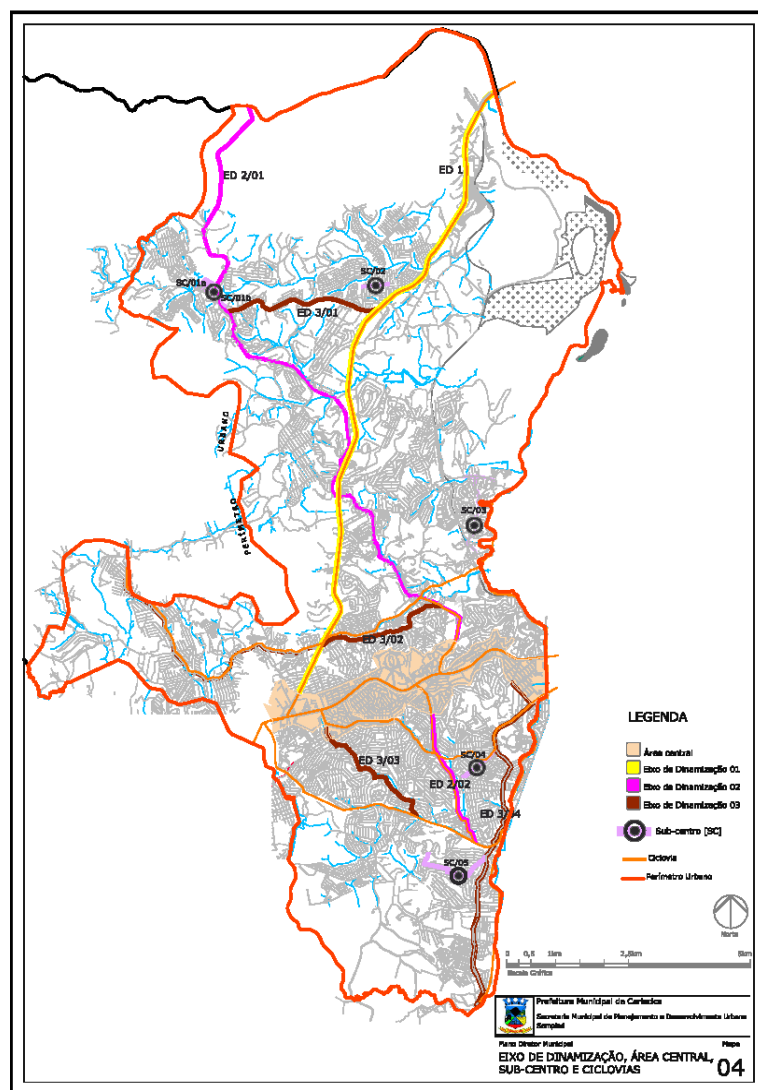 ED 2/01
ED 1
SC/02
SC/01a
SC/01b
ED 3/01
URBANO
PERÍMETRO
SC/03
ED 3/02
ED 3/03
SC/04
ED 2/02
SC/05
LEGENDA
Área central
Eixo de Dinamização 01
Eixo de Dinamização 02
Eixo de Dinamização 03
Sub-centro [SC]
Ciclovia
Perímetro Urbano
Norte
0 0,5 1km 2,5km 5km
Escala Gráfica
Prefeitura Municipal de Cariacica
Secretaria Municipal de Planejamento e Desenvolvimento Urbano
Semplad
Plano Diretor Municipal
Mapa
EIXO DE DINAMIZAÇÃO, ÁREA CENTRAL,
SUB-CENTRO E CICLOVIAS
04